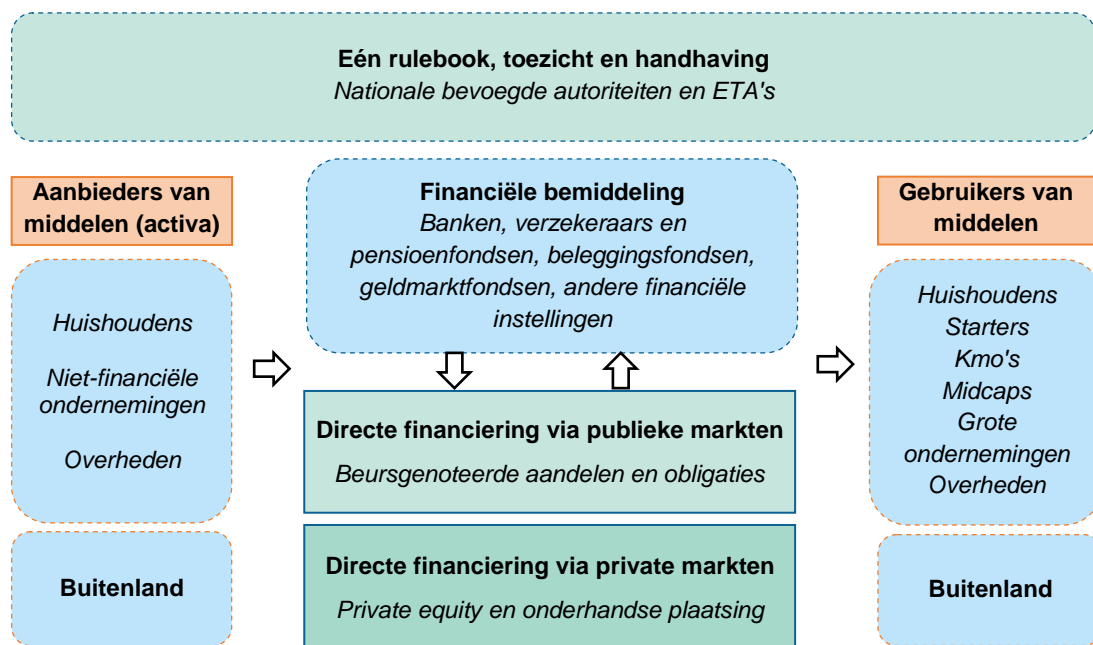 Eén rulebook, toezicht en handhaving
Nationale bevoegde autoriteiten en ETA's
Aanbieders van
middelen (activa)
Huishoudens
Niet-financiële
ondernemingen
Overheden
Buitenland
Financiële bemiddeling
Banken, verzekeraars en
pensioenfondsen, beleggingsfondsen,
geldmarktfondsen, andere financiële
instellingen
Directe financiering via publieke markten
Beursgenoteerde aandelen en obligaties
Directe financiering via private markten
Private equity en onderhandse plaatsing
Gebruikers van
middelen
Huishoudens
Starters
Kmo's
Midcaps
Grote
ondernemingen
Overheden
Buitenland